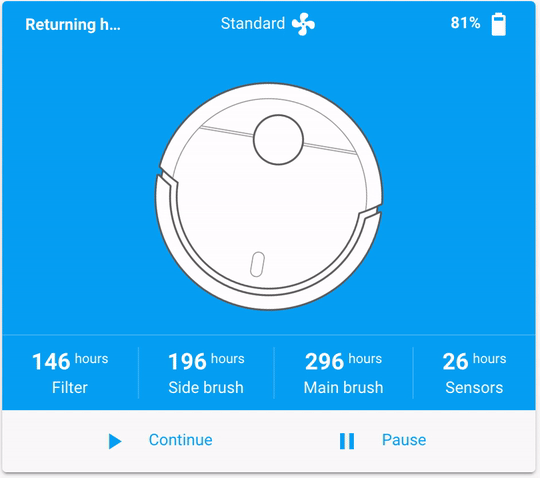 Returning h...
Standard
81%
146 hours
Filter
196 hours
Side brush
296 hours
Main brush
26 hours
Sensors
Continue
Pause